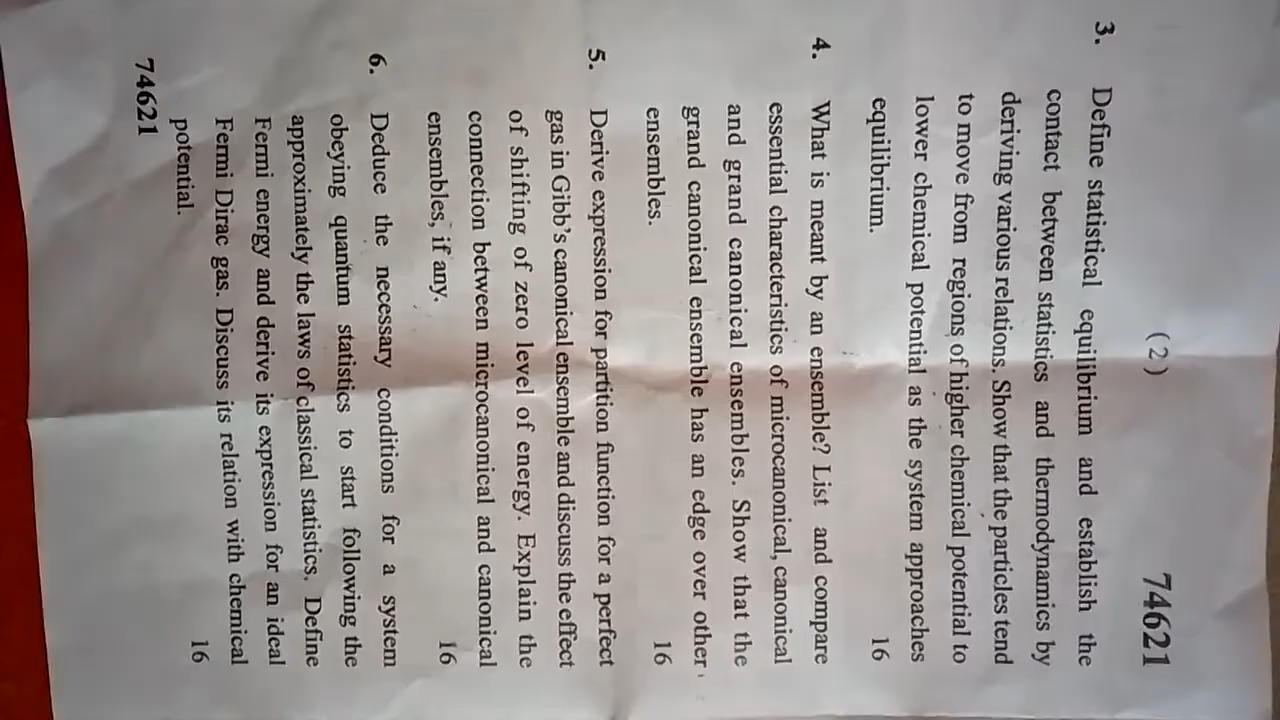 (2)
74621
3. Define statistical equilibrium and establish the
contact between statistics and thermodynamics by
deriving various relations. Show that the particles tend
to move from regions of higher chemical potential to
lower chemical potential as the system approaches
equilibrium.
16
4. What is meant by an ensemble? List and compare
essential characteristics of microcanonical, canonical
and grand canonical ensembles. Show that the
grand canonical ensemble has an edge over other
ensembles.
16
5. Derive expression for partition function for a perfect
gas in Gibb's canonical ensemble and discuss the effect
of shifting of zero level of energy. Explain the
connection between microcanonical and canonical
ensembles, if any.
16
6. Deduce the necessary conditions for a system
obeying quantum statistics to start following the
approximately the laws of classical statistics. Define
Fermi energy and derive its expression for an ideal
Fermi Dirac gas. Discuss its relation with chemical
potential.
16
74621